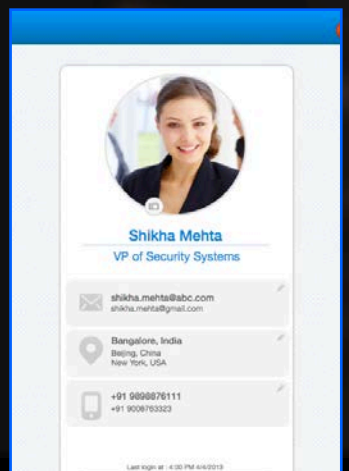 Shikha Mehta
VP of Security Systems
shikha.mehta@abc.com
shikha.mehta@gmail.com
Bangalore, India
Beijing, China
New York, USA
+91 9898876111
+91 9008763323
Last login at : 4:00 PM 4/4/2013